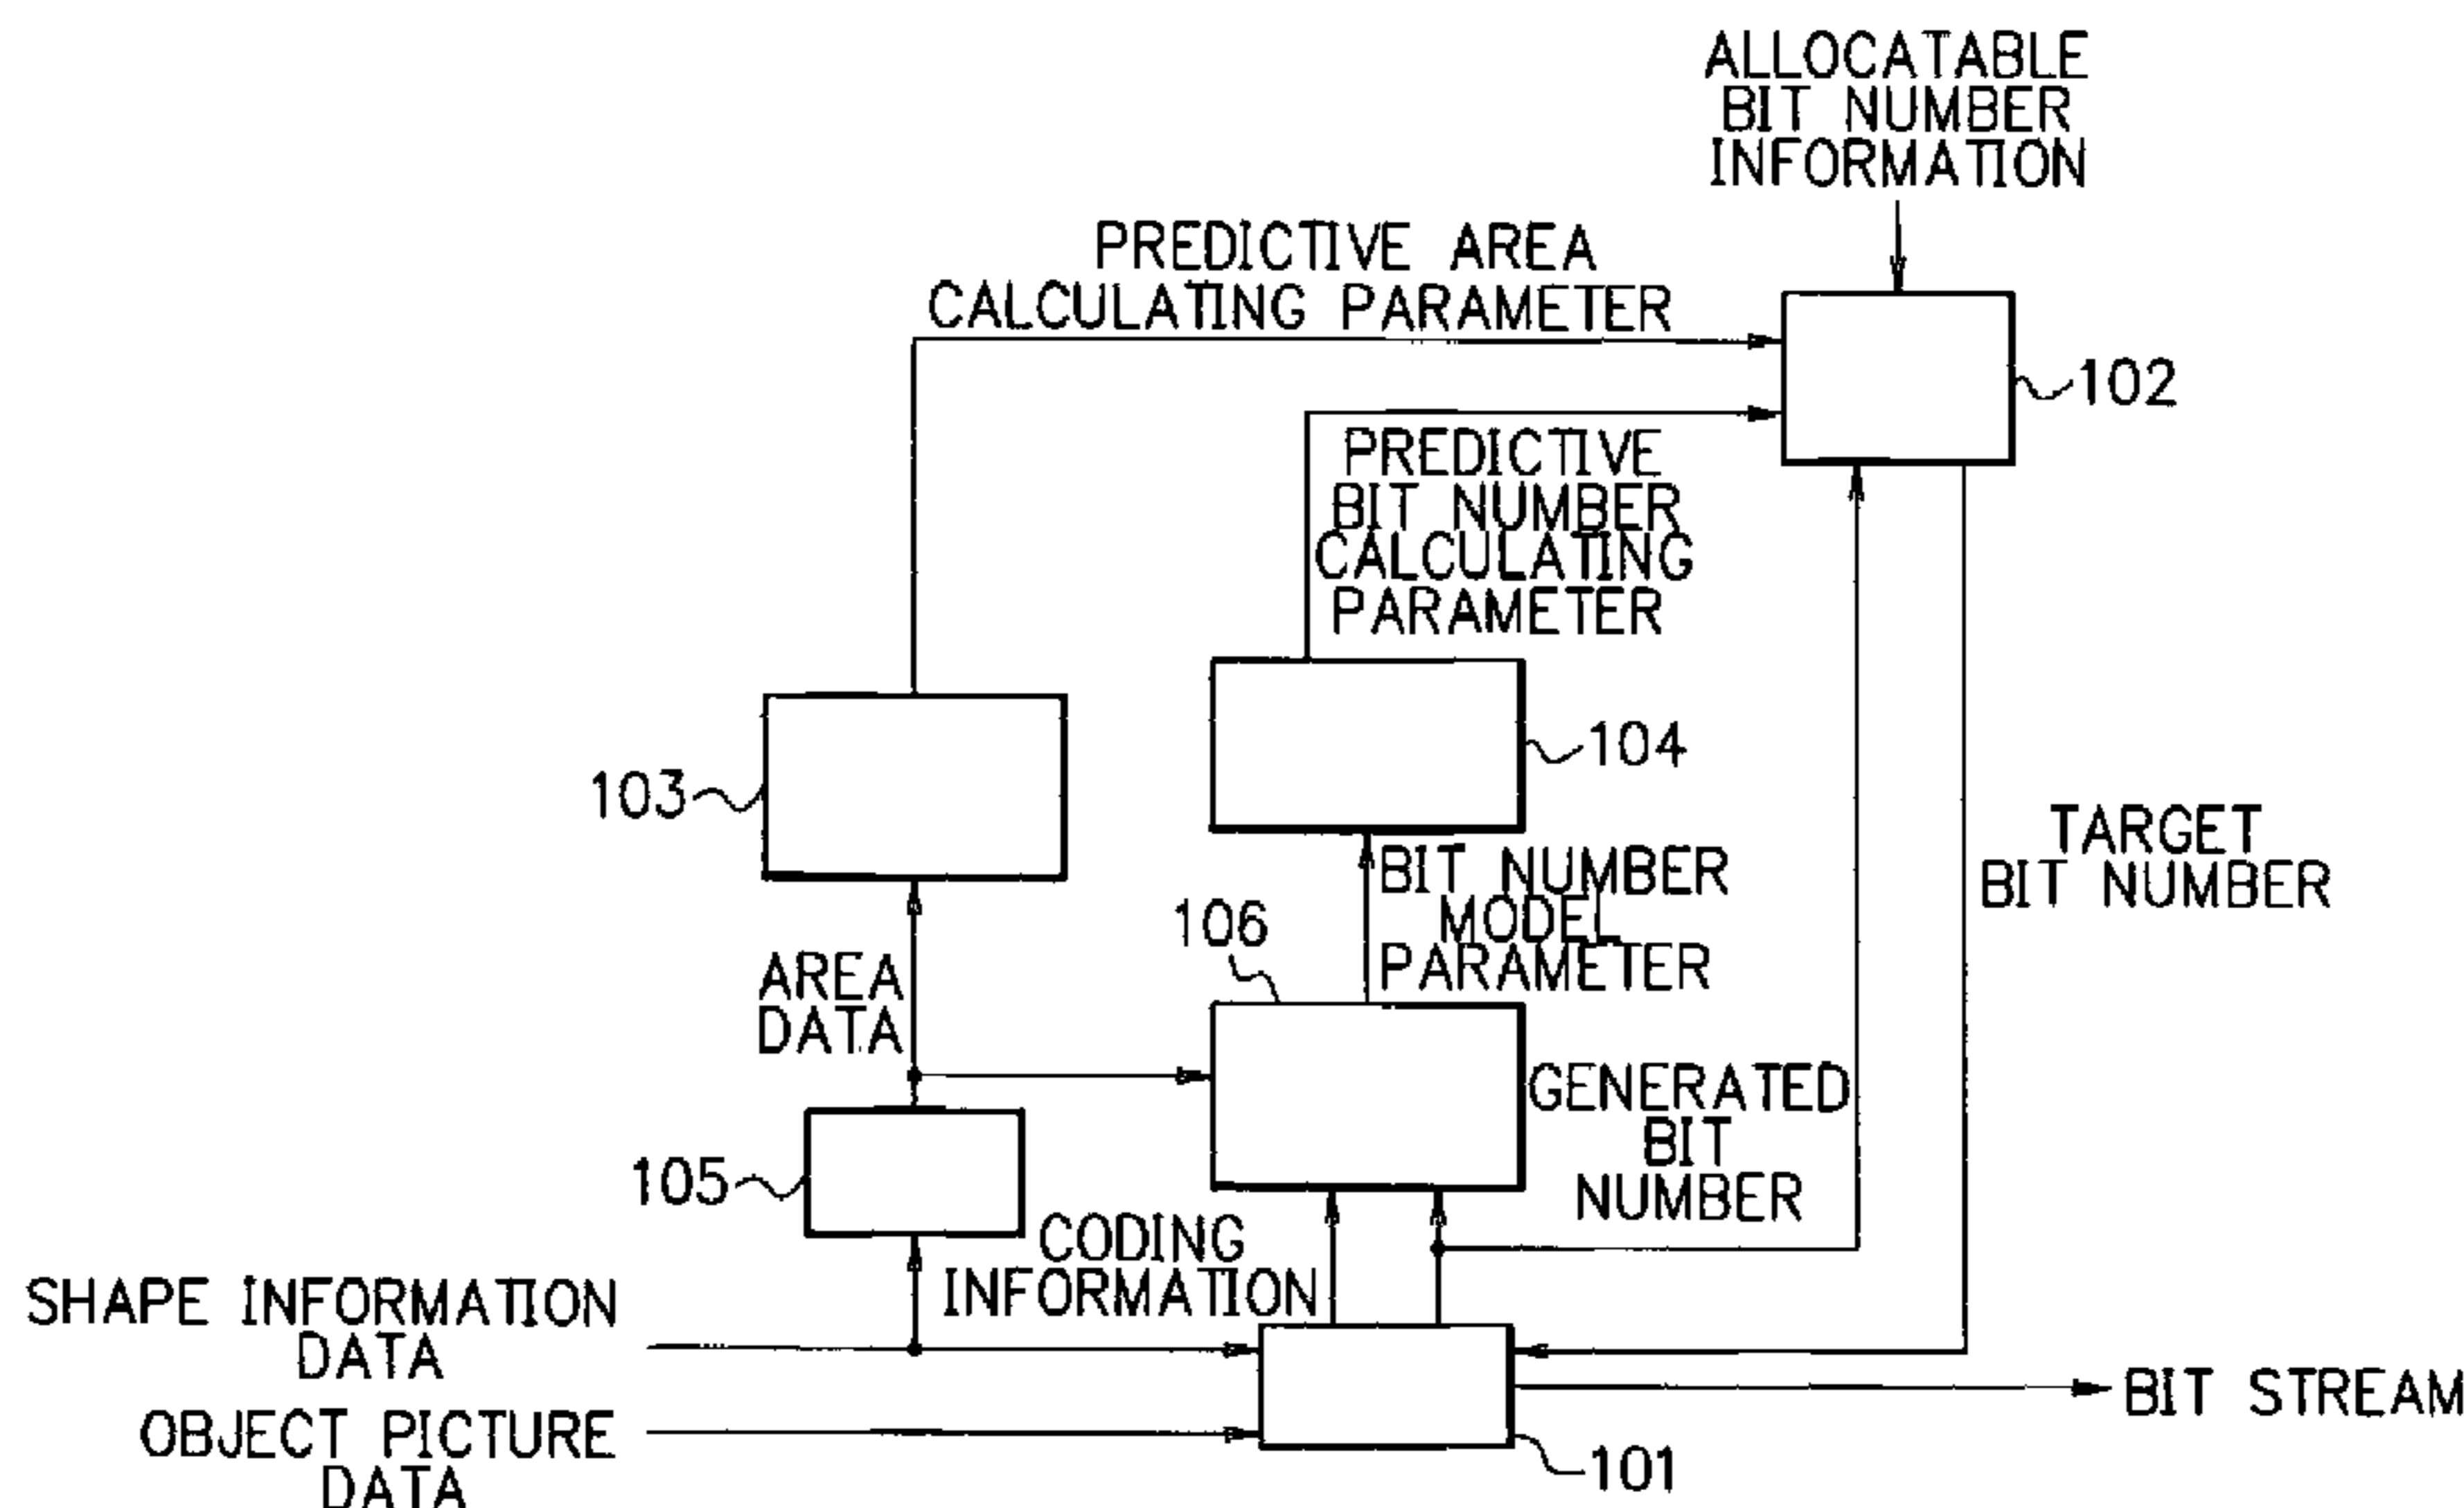 ALLOCATABLE
BIT NUMBER
INFORMATION
PREDICTIVE AREA
CALCULATING PARAMETER
102
PREDICTIVE
BIT NUMBER
CALCULATING
PARAMETER
104
103
TARGET
BIT NUMBER
BIT NUMBER
MODEL
PARAMETER
106
AREA
DATA
GENERATED
BIT
NUMBER
105
CODING
INFORMATION
SHAPE INFORMATION
DATA
BIT STREAM
OBJECT PICTURE
DATA
101